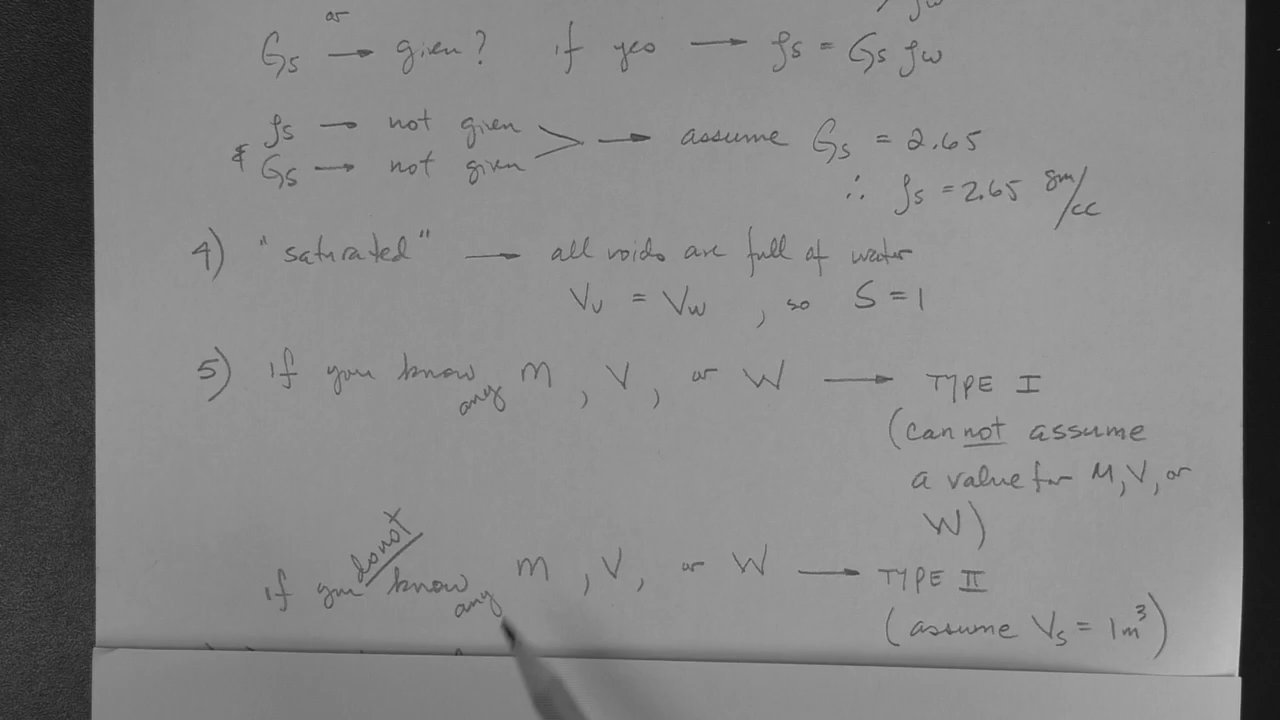 or
Gs → given? if yes → ρs = Gs ρw
ρs → not given
& Gs → not given > → assume Gs = 2.65
∴ ρs = 2.65 gm/cc
4) "saturated" → all voids are full of water
Vv = Vw, so S = 1
5) If you know any M, V, or W → TYPE I
(cannot assume
a value for M, V, or
W)
if you do not know any M, V, or W → TYPE II
(assume Vs = 1m³)